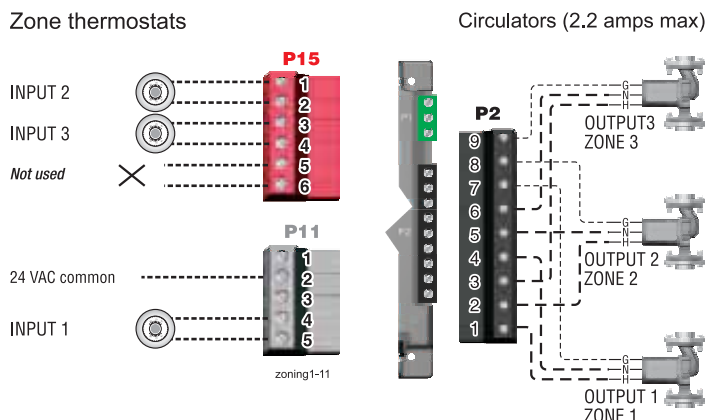 Zone thermostats
Circulators (2.2 amps max)
P15
INPUT 2
1
2
INPUT 3
3
4
Not used
5
6
P11
1
24 VAC common
2
3
INPUT 1
4
5
zoning1-11
P1
P2
P2
9
8
7
6
5
4
3
2
1
G
N
H
OUTPUT3
ZONE 3
G
N
H
OUTPUT 2
ZONE 2
G
N
H
OUTPUT 1
ZONE 1